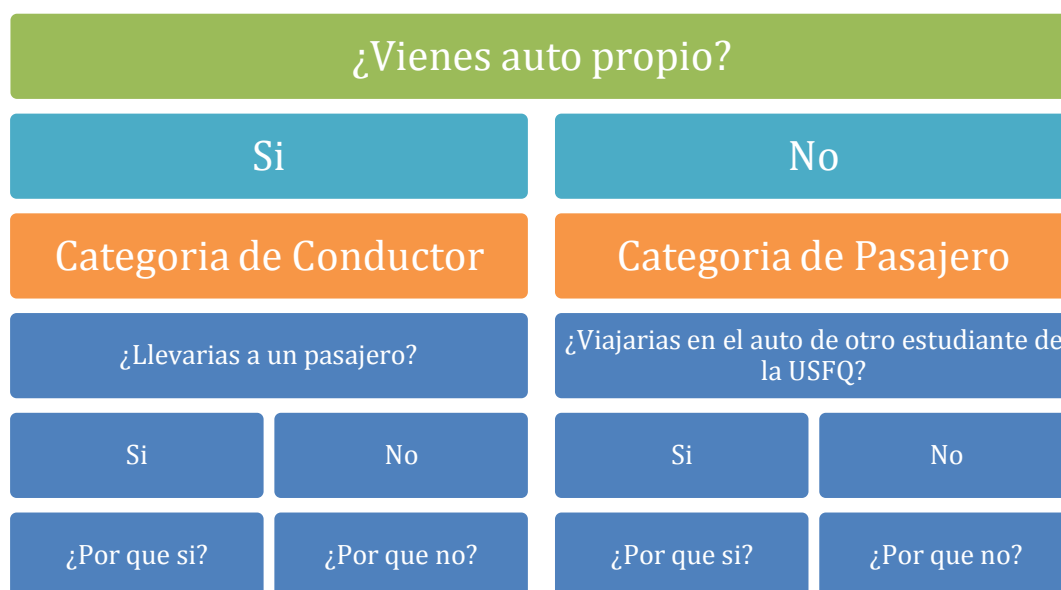 ¿Vienes auto propio?
Si
No
Categoria de Conductor
Categoria de Pasajero
¿Llevarias a un pasajero?
¿Viajarias en el auto de otro estudiante de
la USFQ?
Si
No
Si
No
¿Por que si?
¿Por que no?
¿Por que si?
¿Por que no?